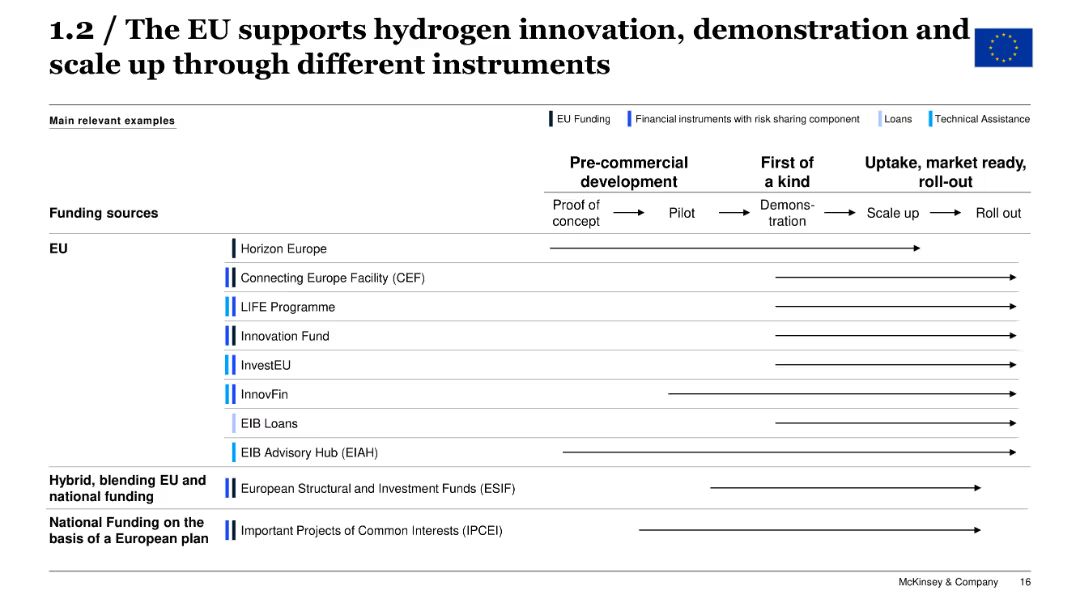 1.2 / The EU supports hydrogen innovation, demonstration and
scale up through different instruments
Main relevant examples
EU Funding
Financial instruments with risk sharing component
Loans
Technical Assistance
Pre-commercial
development
First of
a kind
Uptake, market ready,
roll-out
Funding sources
Proof of
concept
Pilot
Demons-
tration
Scale up
Roll out
EU
Horizon Europe
Connecting Europe Facility (CEF)
LIFE Programme
Innovation Fund
InvestEU
InnovFin
EIB Loans
EIB Advisory Hub (EIAH)
Hybrid, blending EU and
national funding
European Structural and Investment Funds (ESIF)
National Funding on the
basis of a European plan
Important Projects of Common Interests (IPCEI)
McKinsey & Company 16